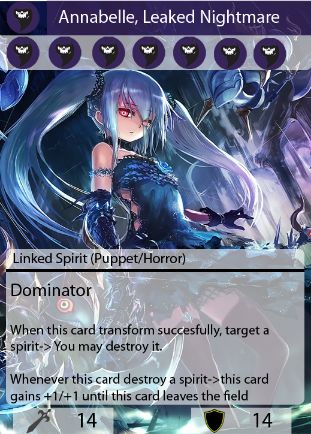 Annabelle, Leaked Nightmare
Linked Spirit (Puppet/Horror)
Dominator
When this card transform succesfully, target a
spirit-> You may destroy it.
Whenever this card destroy a spirit->this card
gains +1/+1 until this card leaves the field
14 14